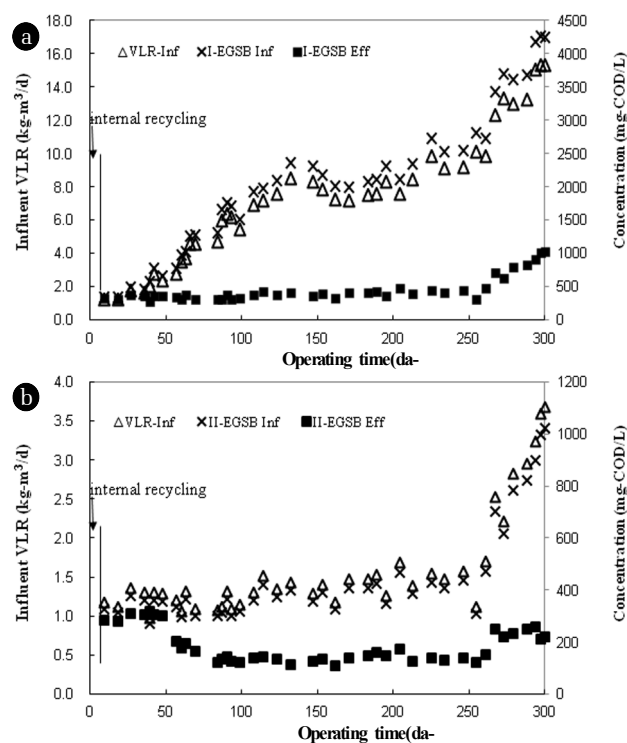 a
18.0 4500
16.0 4000
14.0 3500
12.0 3000
10.0 2500
8.0 2000
6.0 1500
4.0 1000
2.0 500
0.0 0
0 50 100 150 200 250 300
△ VLR-Inf × I-EGSB Inf ■ I-EGSB Eff
internal recycling
Influent VLR (kg-m³/d)
Concentration (mg-COD/L)
Operating time(da-
b
4.0 1200
3.5 1000
3.0 800
2.5 600
2.0 400
1.5 200
1.0 0
0.5
0.0
0 50 100 150 200 250 300
△VLR-Inf ×II-EGSB Inf ■II-EGSB Eff
internal recycling
Influent VLR (kg-m³/d)
Concentration (mg-COD/L)
Operating time(da-